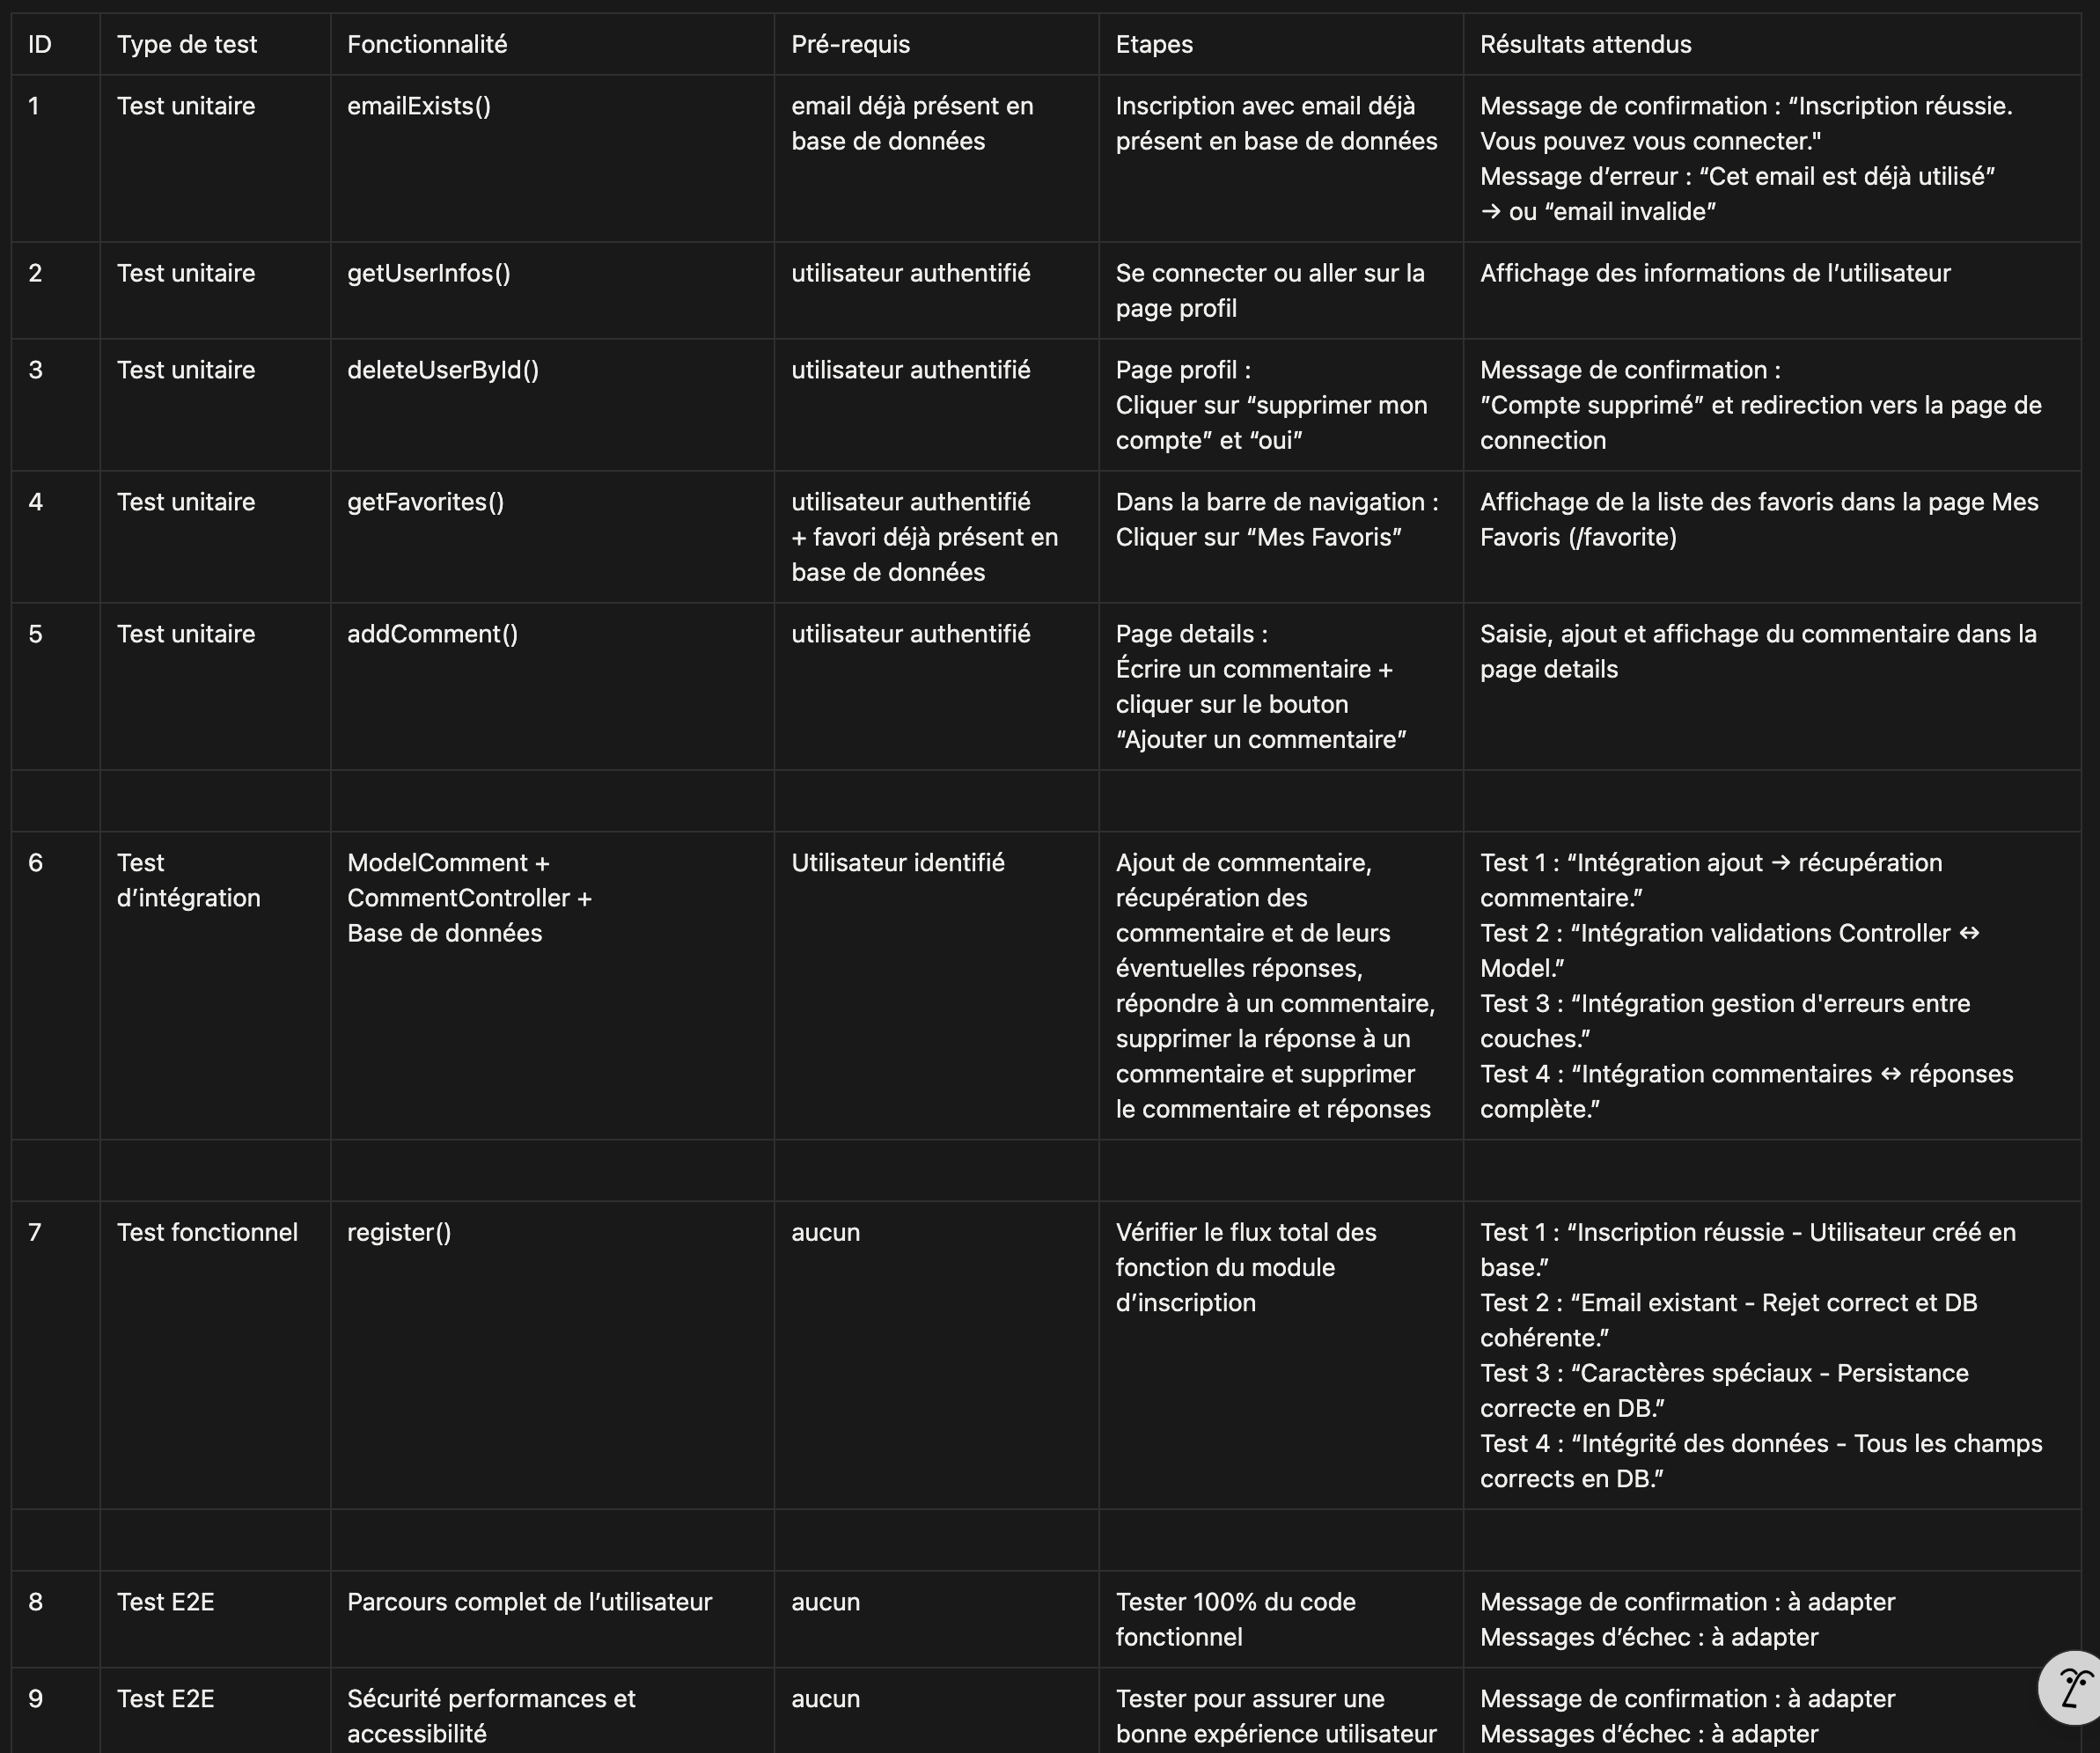 ID
Type de test
Fonctionnalité
Pré-requis
Etapes
Résultats attendus
1
Test unitaire
emailExists()
email déjà présent en
base de données
Inscription avec email déjà
présent en base de données
Message de confirmation : “Inscription réussie.
Vous pouvez vous connecter."
Message d’erreur : “Cet email est déjà utilisé”
→ ou “email invalide”
2
Test unitaire
getUserInfos()
utilisateur authentifié
Se connecter ou aller sur la
page profil
Affichage des informations de l’utilisateur
3
Test unitaire
deleteUserById()
utilisateur authentifié
Page profil :
Cliquer sur “supprimer mon
compte” et “oui”
Message de confirmation :
”Compte supprimé” et redirection vers la page de
connection
4
Test unitaire
getFavorites()
utilisateur authentifié
+ favori déjà présent en
base de données
Dans la barre de navigation :
Cliquer sur “Mes Favoris”
Affichage de la liste des favoris dans la page Mes
Favoris (/favorite)
5
Test unitaire
addComment()
utilisateur authentifié
Page details :
Écrire un commentaire +
cliquer sur le bouton
“Ajouter un commentaire”
Saisie, ajout et affichage du commentaire dans la
page details
6
Test
d’intégration
ModelComment +
CommentController +
Base de données
Utilisateur identifié
Ajout de commentaire,
récupération des
commentaire et de leurs
éventuelles réponses,
répondre à un commentaire,
supprimer la réponse à un
commentaire et supprimer
le commentaire et réponses
Test 1 : “Intégration ajout → récupération
commentaire.”
Test 2 : “Intégration validations Controller ↔
Model.”
Test 3 : “Intégration gestion d'erreurs entre
couches.”
Test 4 : “Intégration commentaires ↔ réponses
complète.”
7
Test fonctionnel
register()
aucun
Vérifier le flux total des
fonction du module
d’inscription
Test 1 : “Inscription réussie - Utilisateur créé en
base.”
Test 2 : “Email existant - Rejet correct et DB
cohérente.”
Test 3 : “Caractères spéciaux - Persistance
correcte en DB.”
Test 4 : “Intégrité des données - Tous les champs
corrects en DB.”
8
Test E2E
Parcours complet de l’utilisateur
aucun
Tester 100% du code
fonctionnel
Message de confirmation : à adapter
Messages d’échec : à adapter
9
Test E2E
Sécurité performances et
accessibilité
aucun
Tester pour assurer une
bonne expérience utilisateur
Message de confirmation : à adapter
Messages d’échec : à adapter